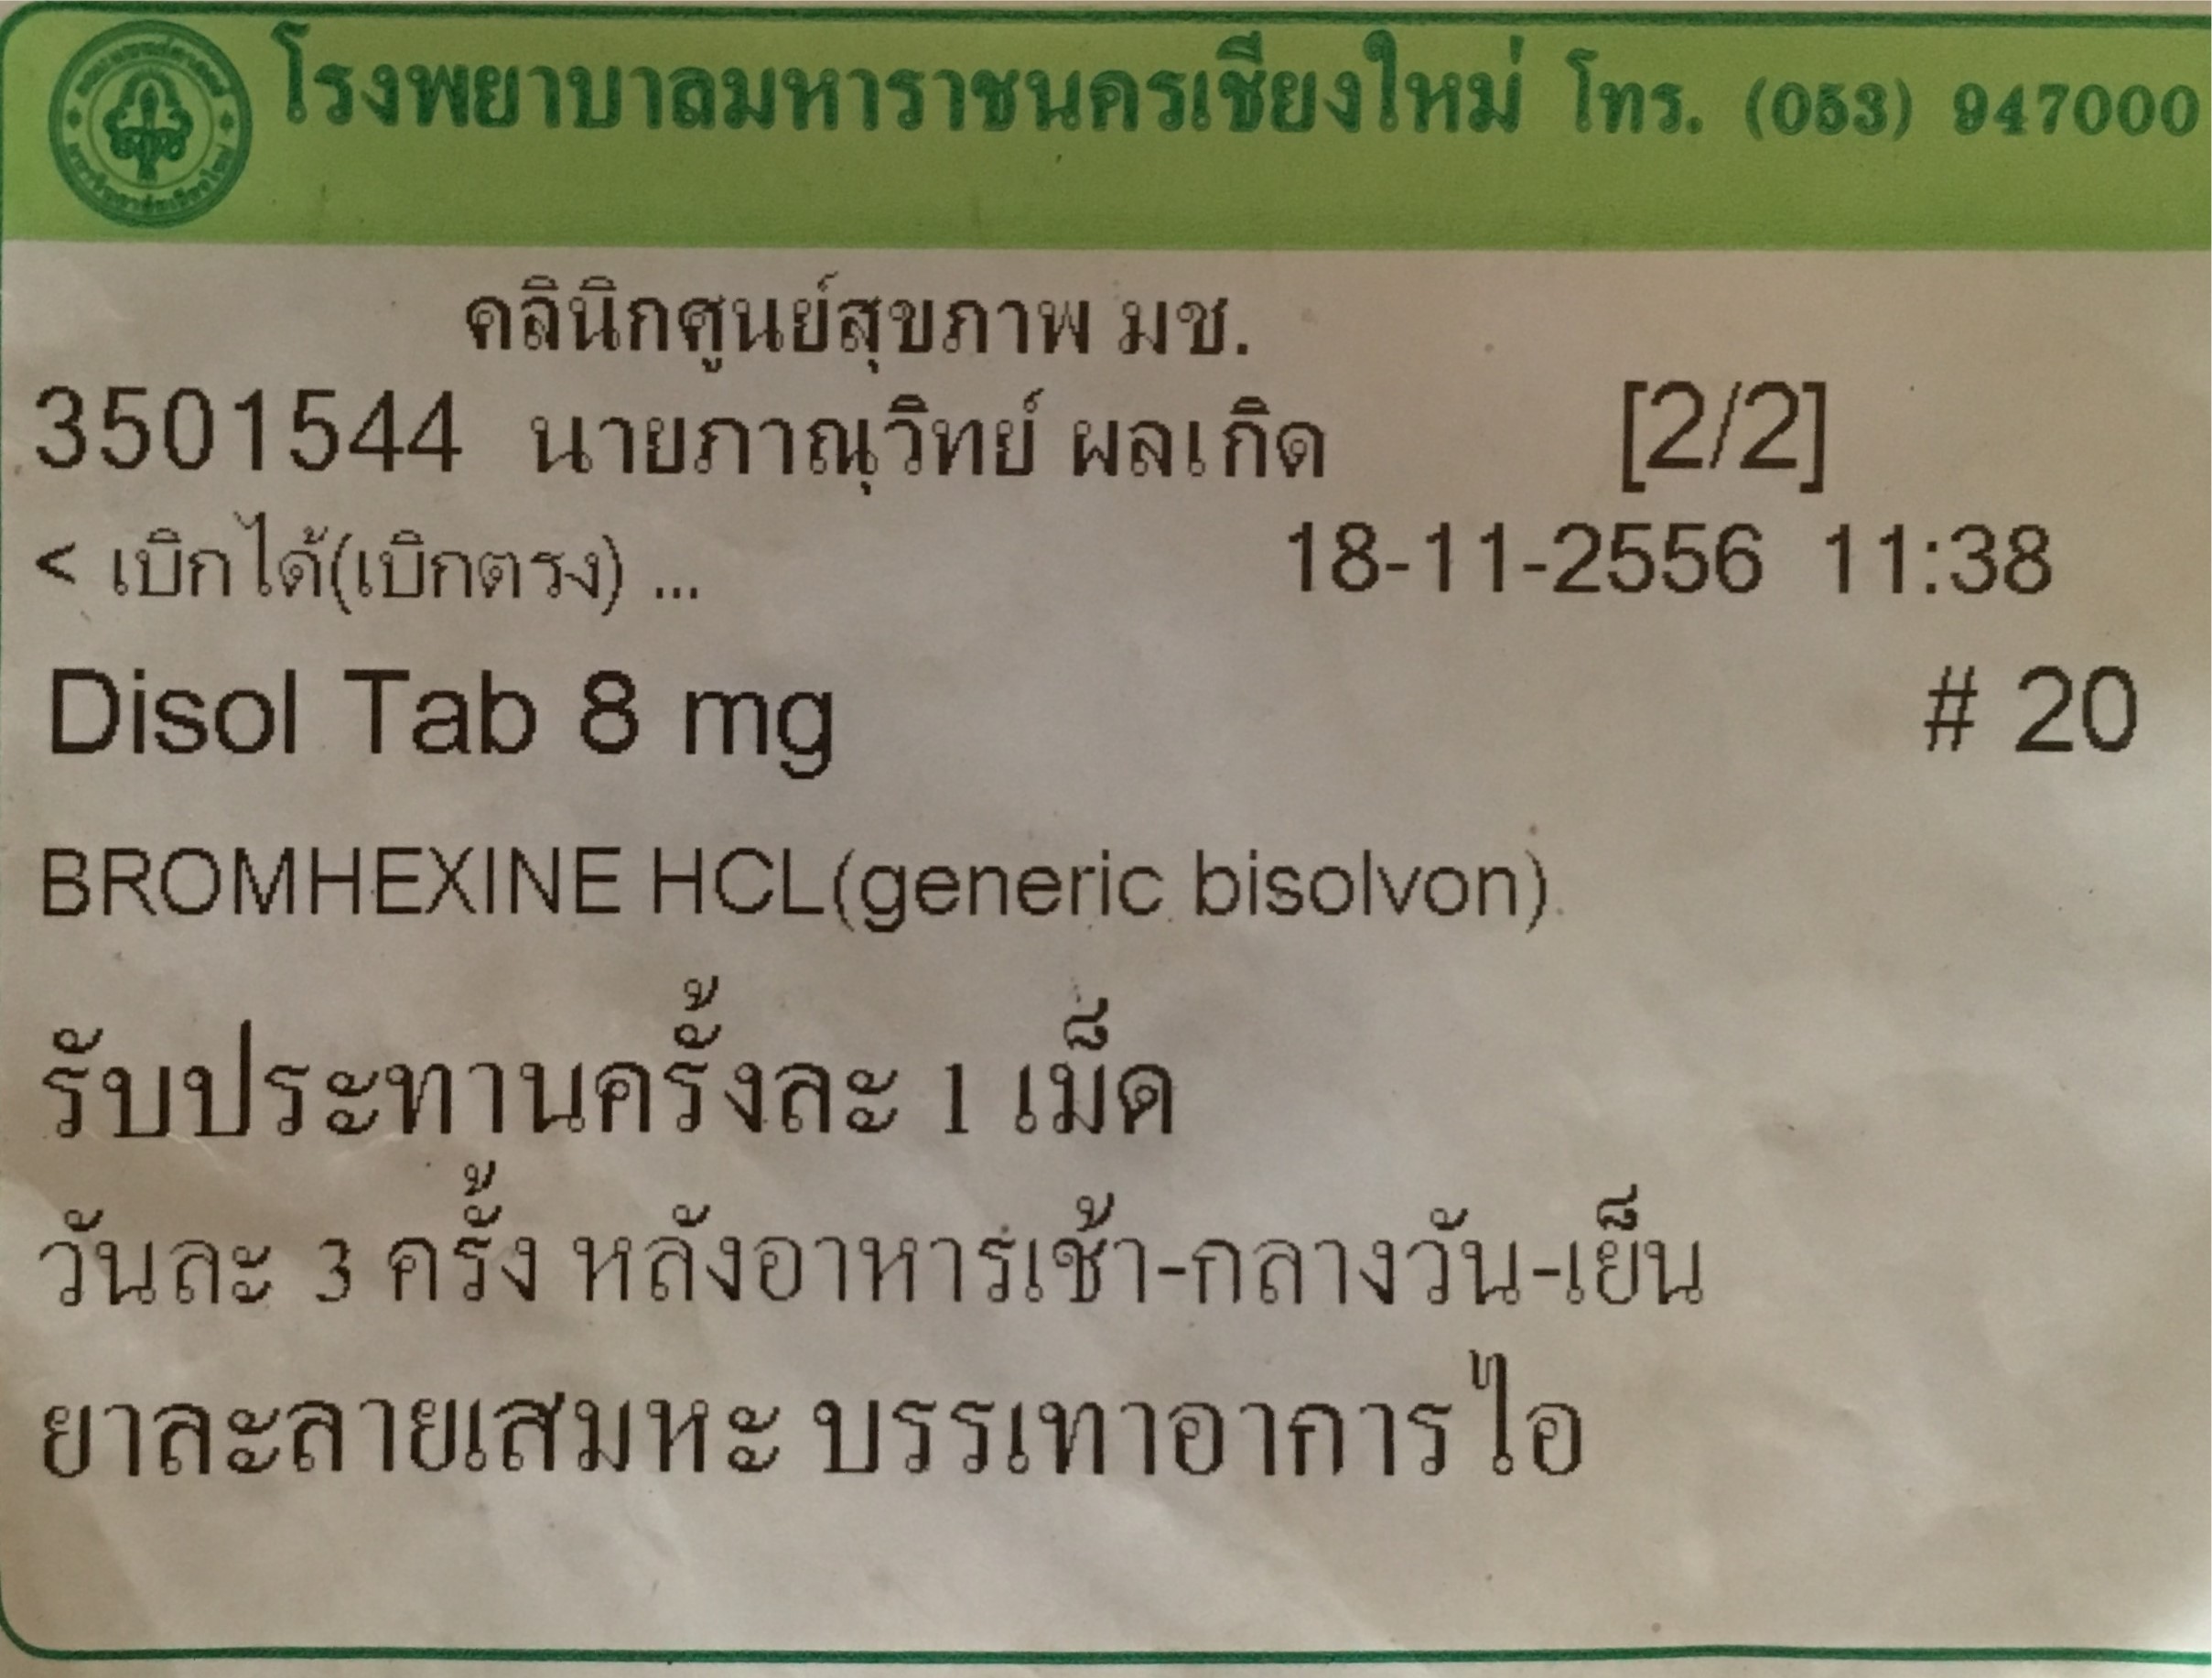 โรงพยาบาลมหาราชนครเชียงใหม่ โทร. (053) 947000
คลินิกศูนย์สุขภาพ มช.
3501544 นายภาณุวิทย์ ผลเกิด [2/2]
< เบิกได้(เบิกตรง) ... 18-11-2556 11:38
Disol Tab 8 mg # 20
BROMHEXINE HCL(generic bisolvon)
รับประทานครั้งละ 1 เม็ด
วันละ 3 ครั้ง หลังอาหารเช้า-กลางวัน-เย็น
ยาละลายเสมหะ บรรเทาอาการไอ